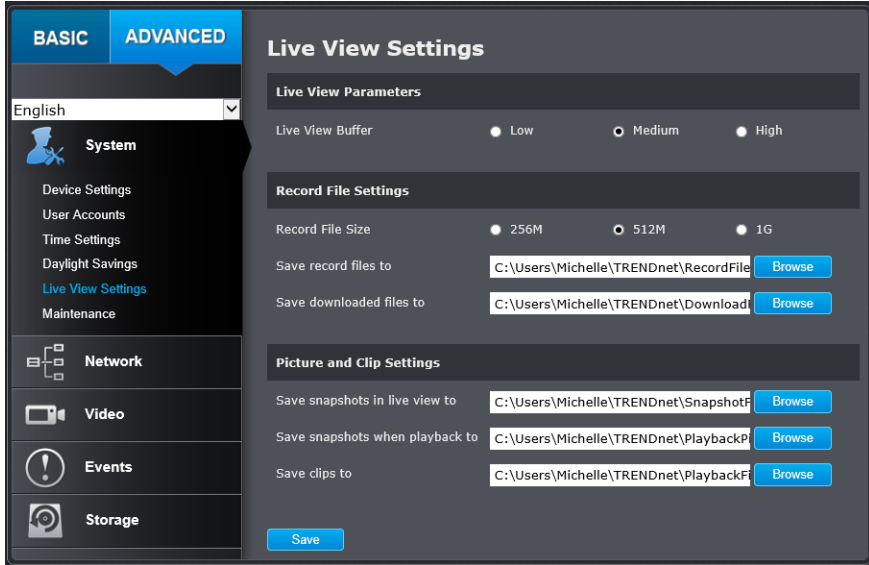 BASIC ADVANCED
English
System
Device Settings
User Accounts
Time Settings
Daylight Savings
Live View Settings
Maintenance
Network
Video
Events
Storage
Live View Settings
Live View Parameters
Live View Buffer Low Medium High
Record File Settings
Record File Size 256M 512M 1G
Save record files to C:\Users\Michelle\TRENDnet\RecordFile Browse
Save downloaded files to C:\Users\Michelle\TRENDnet\Download Browse
Picture and Clip Settings
Save snapshots in live view to C:\Users\Michelle\TRENDnet\Snapshot Browse
Save snapshots when playback to C:\Users\Michelle\TRENDnet\PlaybackPi Browse
Save clips to C:\Users\Michelle\TRENDnet\PlaybackFi Browse
Save